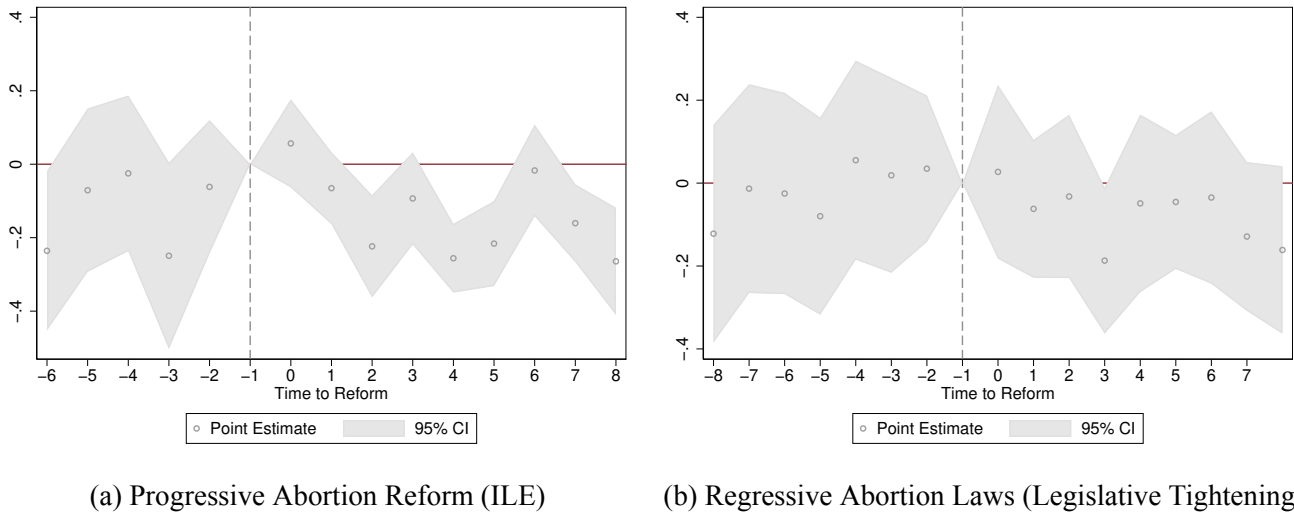 .4
.2
0
-.2
-.4
−6 −5 −4 −3 −2 −1 0 1 2 3 4 5 6 7 8
Time to Reform
Point Estimate 95% CI
(a) Progressive Abortion Reform (ILE)
.4
.2
0
-.2
-.4
−8 −7 −6 −5 −4 −3 −2 −1 0 1 2 3 4 5 6 7
Time to Reform
Point Estimate 95% CI
(b) Regressive Abortion Laws (Legislative Tightening